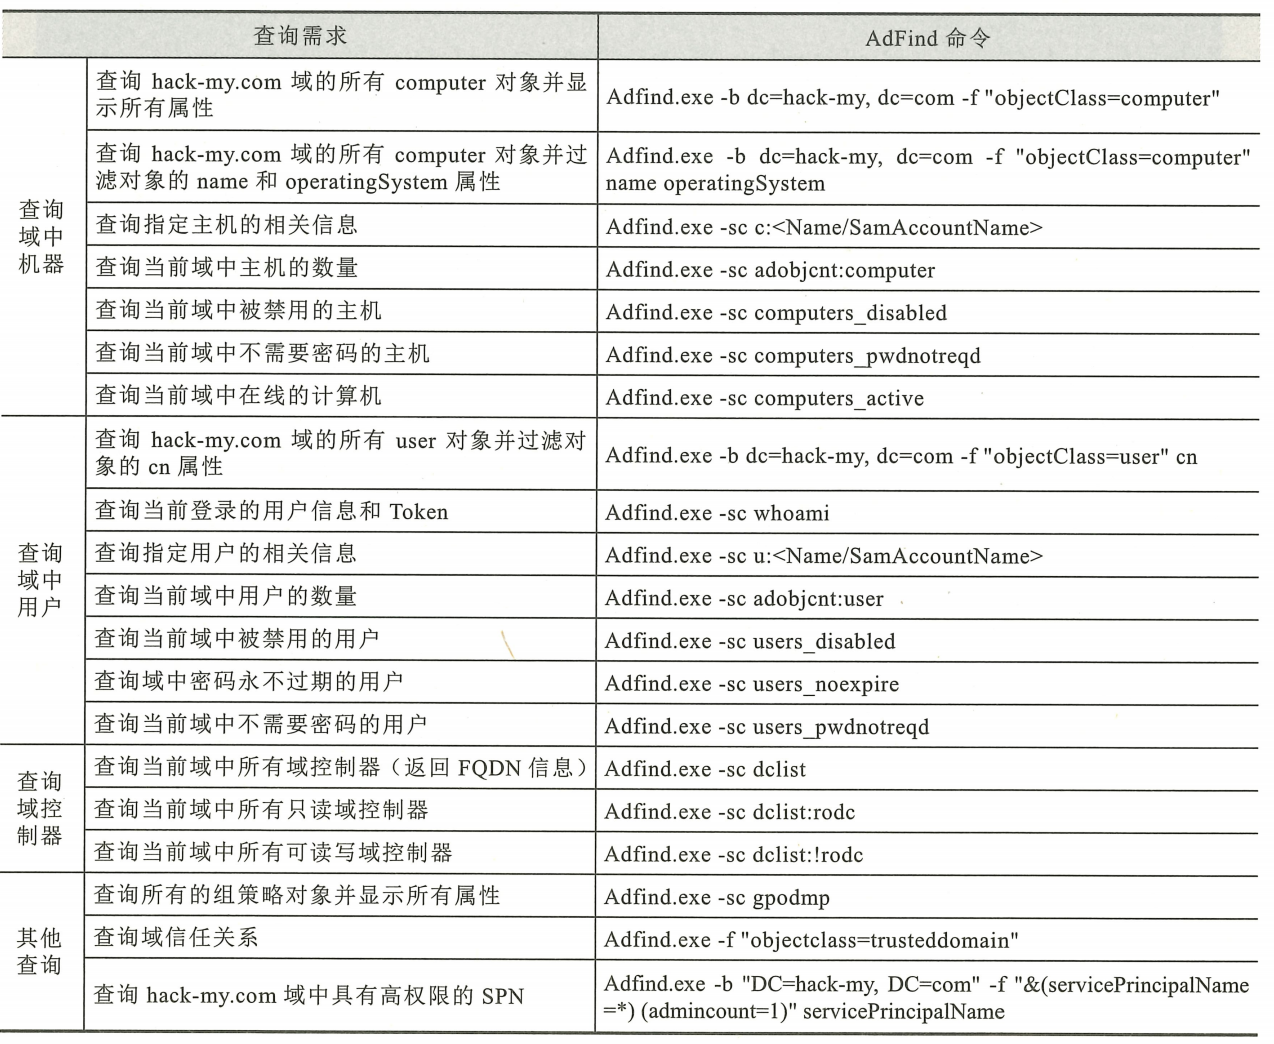 查询需求
AdFind 命令
查询
域中
机器
查询 hack-my.com 域的所有 computer 对象并显
示所有属性
Adfind.exe -b dc=hack-my, dc=com -f "objectClass=computer"
查询 hack-my.com 域的所有 computer 对象并过
滤对象的 name 和 operatingSystem 属性
Adfind.exe -b dc=hack-my, dc=com -f "objectClass=computer"
name operatingSystem
查询指定主机的相关信息
Adfind.exe -sc c:<Name/SamAccountName>
查询当前域中主机的数量
Adfind.exe -sc adobjcnt:computer
查询当前域中被禁用的主机
Adfind.exe -sc computers_disabled
查询当前域中不需要密码的主机
Adfind.exe -sc computers_pwdnotreqd
查询当前域中在线的计算机
Adfind.exe -sc computers_active
查询
域中
用户
查询 hack-my.com 域的所有 user 对象并过滤对
象的 cn 属性
Adfind.exe -b dc=hack-my, dc=com -f "objectClass=user" cn
查询当前登录的用户信息和 Token
Adfind.exe -sc whoami
查询指定用户的相关信息
Adfind.exe -sc u:<Name/SamAccountName>
查询当前域中用户的数量
Adfind.exe -sc adobjcnt:user
查询当前域中被禁用的用户
Adfind.exe -sc users_disabled
查询域中密码永不过期的用户
Adfind.exe -sc users_noexpire
查询当前域中不需要密码的用户
Adfind.exe -sc users_pwdnotreqd
查询
域控
制器
查询当前域中所有域控制器（返回 FQDN 信息）
Adfind.exe -sc dclist
查询当前域中所有只读域控制器
Adfind.exe -sc dclist:rodc
查询当前域中所有可读写域控制器
Adfind.exe -sc dclist:!rodc
其他
查询
查询所有的组策略对象并显示所有属性
Adfind.exe -sc gpodmp
查询域信任关系
Adfind.exe -f "objectclass=trusteddomain"
查询 hack-my.com 域中具有高权限的 SPN
Adfind.exe -b "DC=hack-my, DC=com" -f "&(servicePrincipalName
=*) (admincount=1)" servicePrincipalName